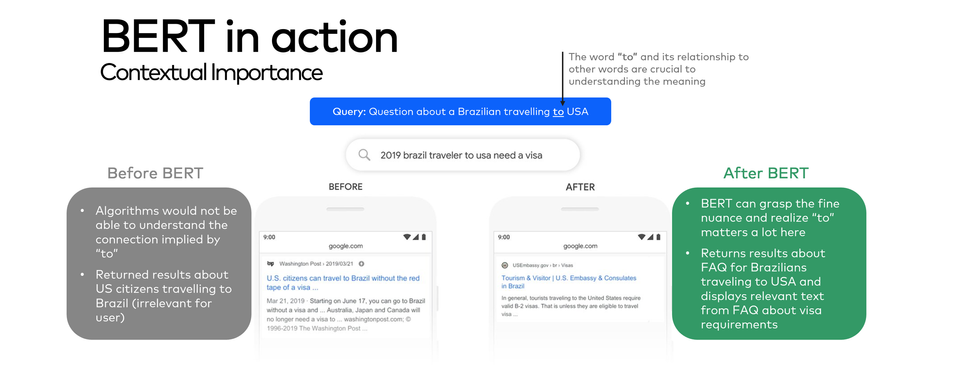 BERT in action
Contextual Importance
The word "to" and its relationship to
other words are crucial to
understanding the meaning
Query: Question about a Brazilian travelling to USA
2019 brazil traveler to usa need a visa
Before BERT
• Algorithms would not be
able to understand the
connection implied by
"to"
• Returned results about
US citizens travelling to
Brazil (irrelevant for
user)
BEFORE
9:00
google.com
Washington Post › 2019/03/21
U.S. citizens can travel to Brazil without the red
tape of a visa ...
Mar 21, 2019 · Starting on June 17, you can go to Brazil
without a visa and ... Australia, Japan and Canada will
no longer need a visa to ... washingtonpost.com: ©
1996-2019 The Washington Post ...
AFTER
9:00
google.com
USEmbassy.gov › br › Visas
Tourism & Visitor | U.S. Embassy & Consulates
in Brazil
In general, tourists traveling to the United States require
valid B-2 visas. That is unless they are eligible to travel
visa ...
After BERT
• BERT can grasp the fine
nuance and realize "to"
matters a lot here
• Returns results about
FAQ for Brazilians
traveling to USA and
displays relevant text
from FAQ about visa
requirements